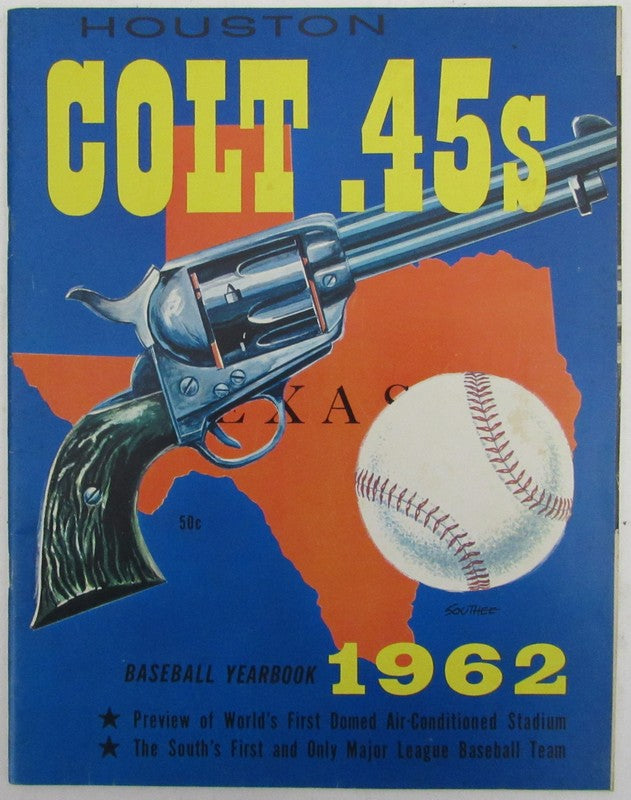 HOUSTON
COLT .45s
TEXAS
50c
SOUTHEE
BASEBALL YEARBOOK 1962
★ Preview of World's First Domed Air-Conditioned Stadium
★ The South's First and Only Major League Baseball Team